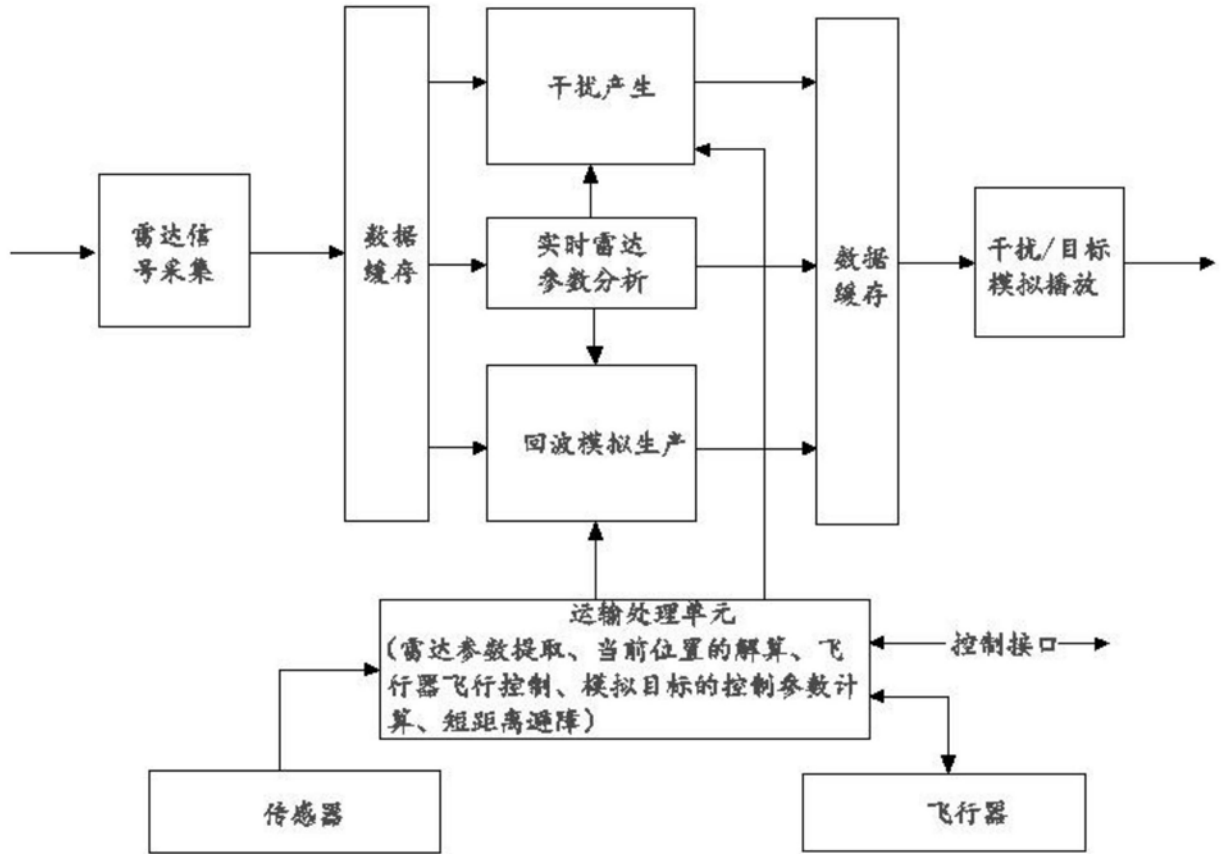 干扰产生
雷达信
号采集
数据
缓存
实时雷达
参数分析
数据
缓存
干扰/目标
模拟播放
回波模拟生产
运输处理单元
(雷达参数提取、当前位置的解算、飞
行器飞行控制、模拟目标的控制参数计
算、短距离避障)
控制接口
传感器
飞行器